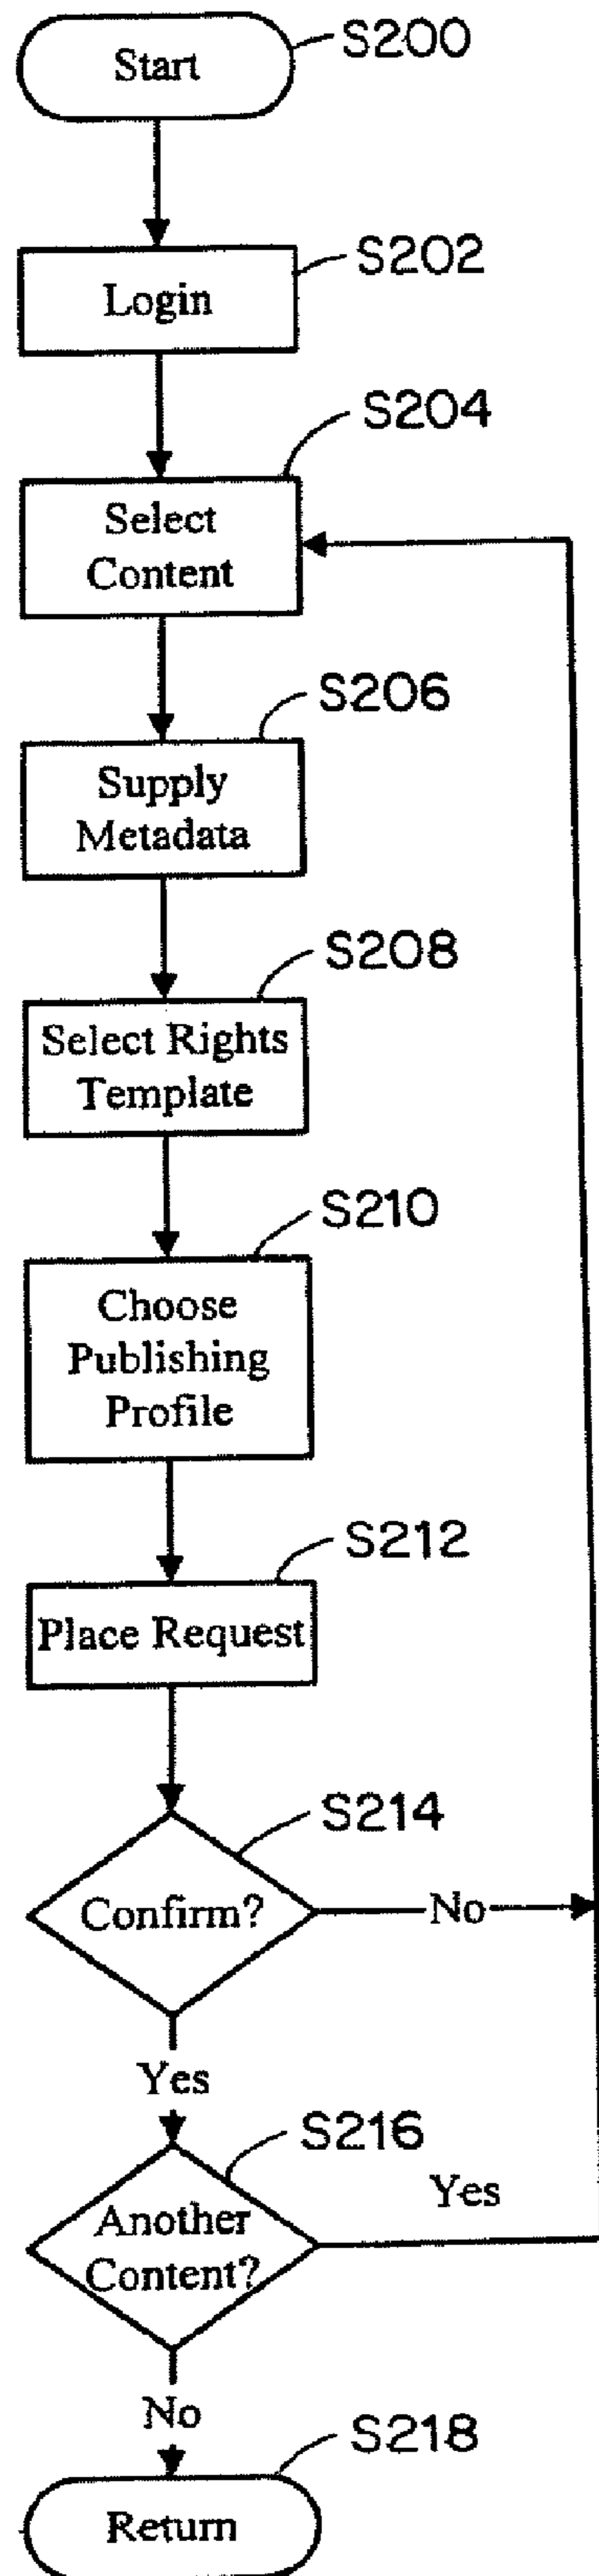 Start
S200
Login
S202
S204
Select
Content
S206
Supply
Metadata
S208
Select Rights
Template
S210
Choose
Publishing
Profile
S212
Place Request
S214
Confirm?
No
Yes
S216
Another
Content?
Yes
No
S218
Return